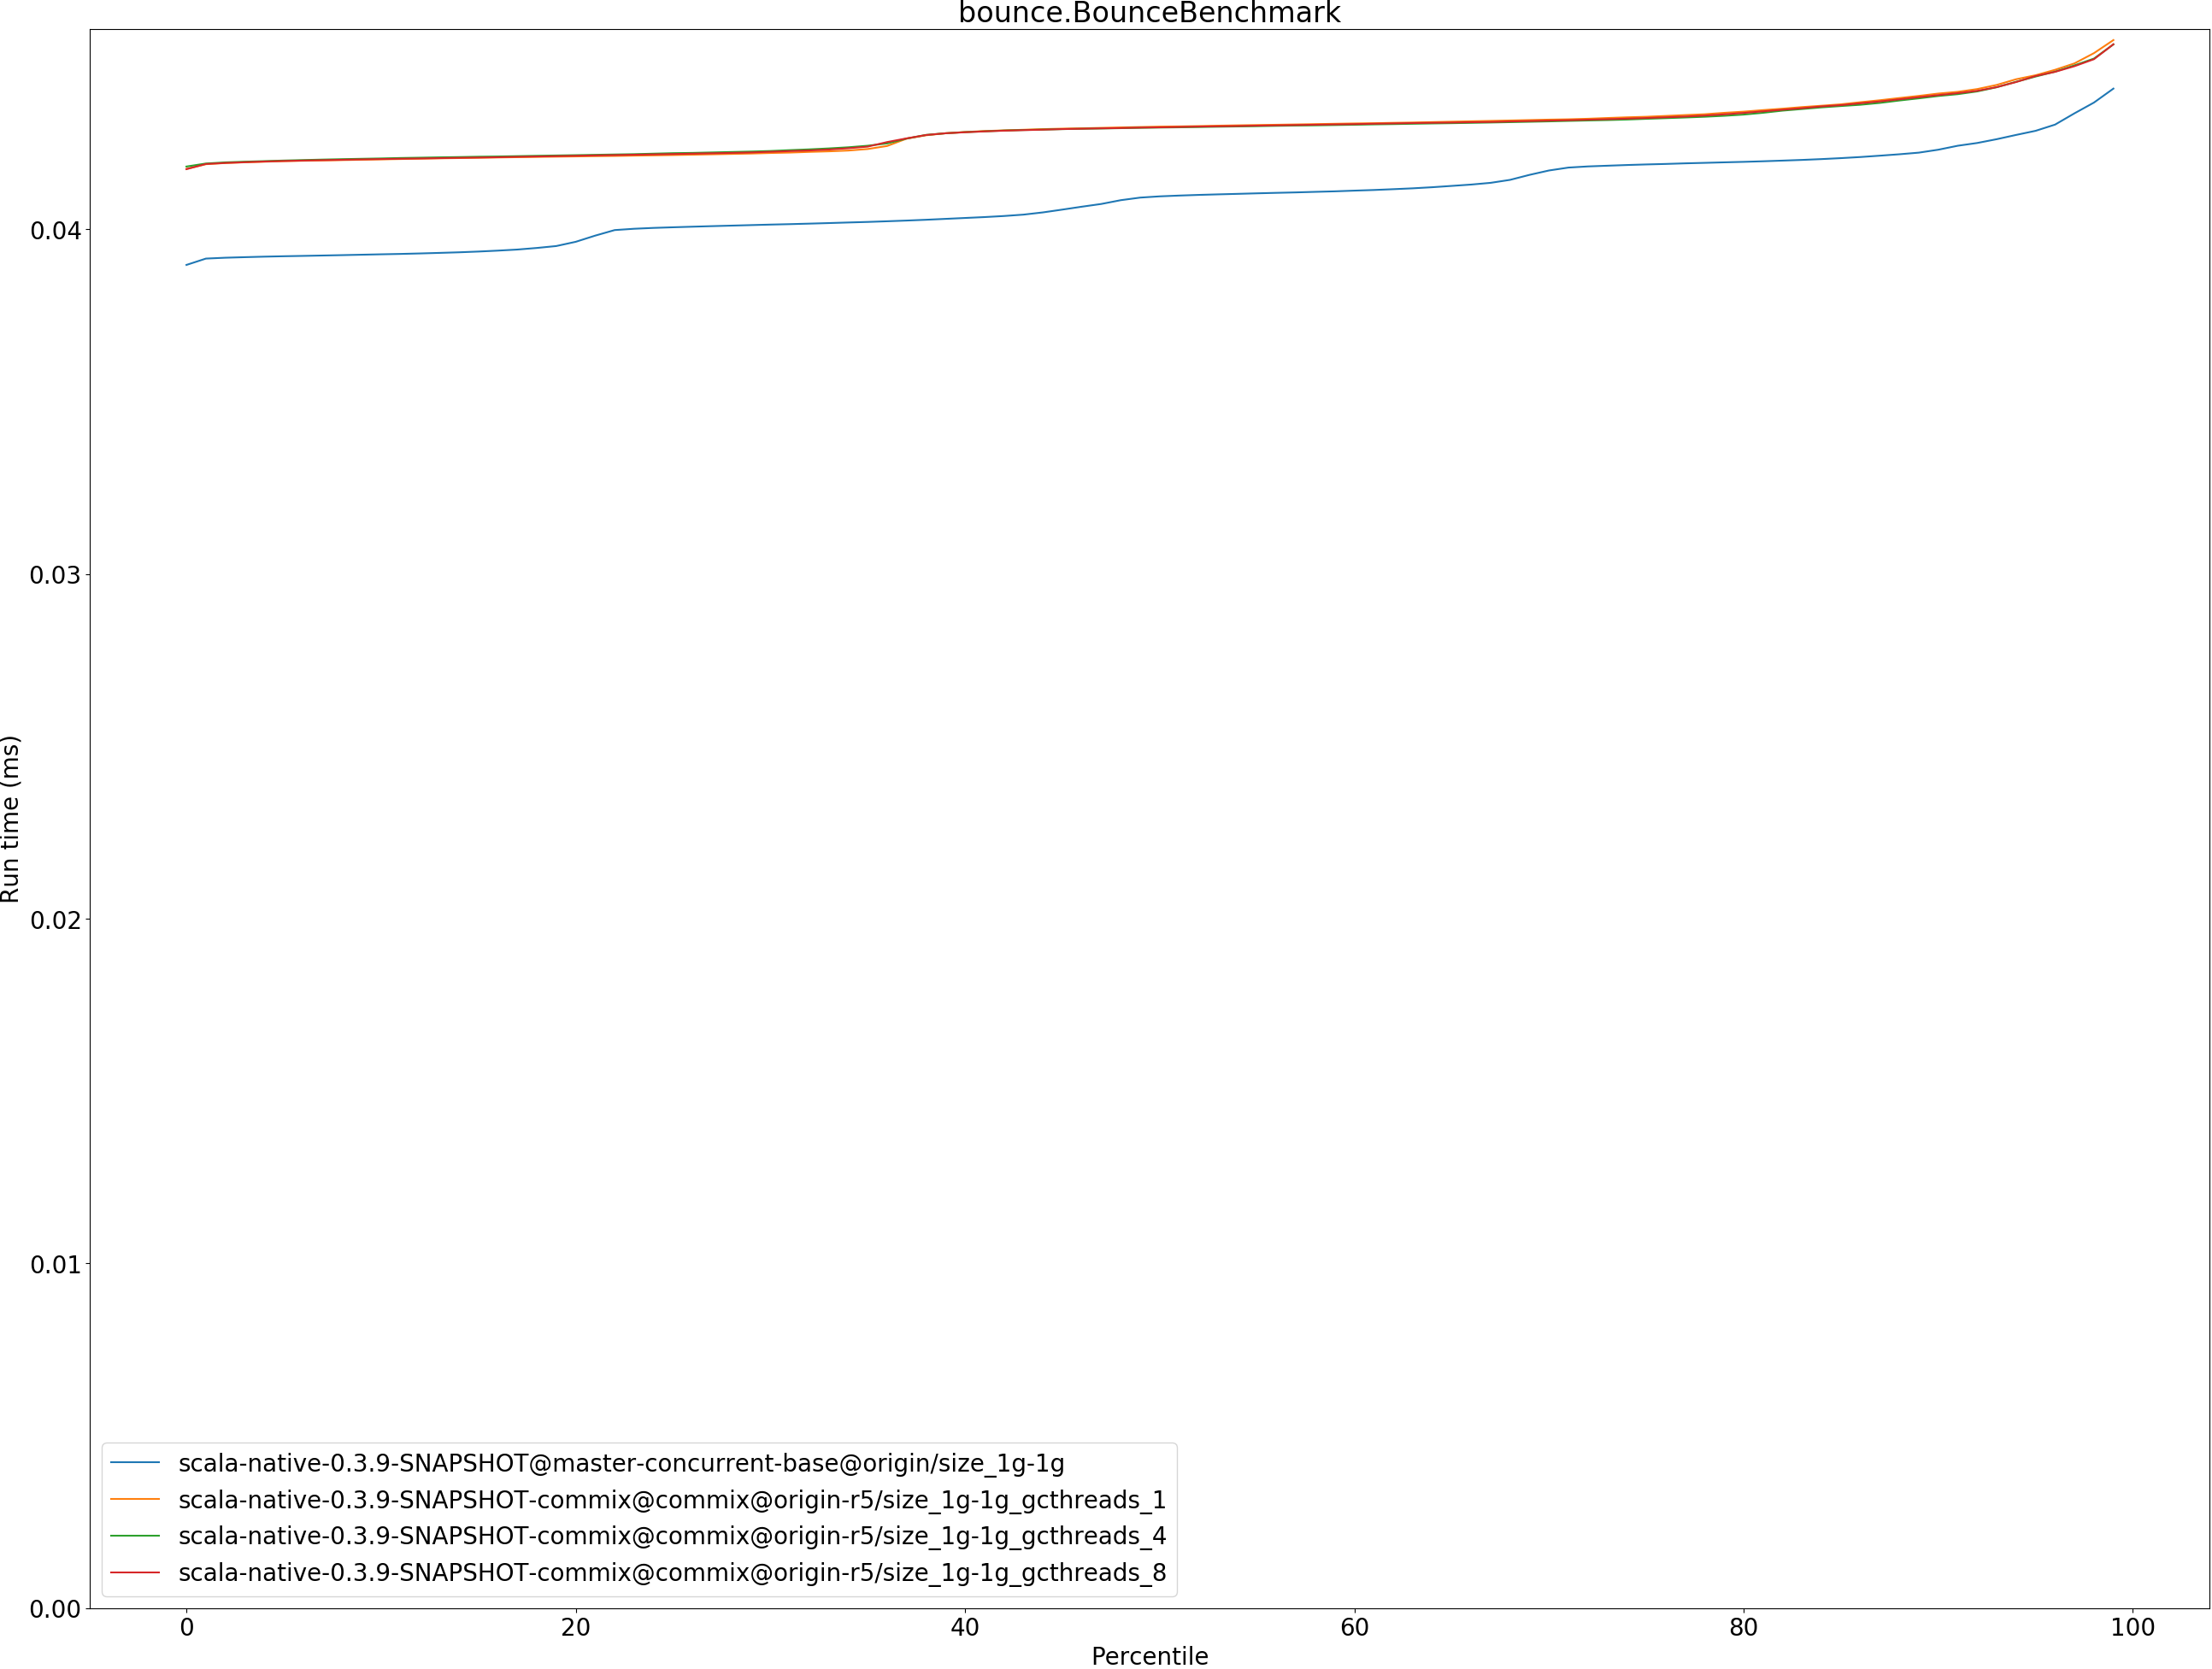 bounce.BounceBenchmark
Run time (ms)
0.04
0.03
0.02
0.01
0.00
scala-native-0.3.9-SNAPSHOT@master-concurrent-base@origin/size_1g-1g
scala-native-0.3.9-SNAPSHOT-commix@commix@origin-r5/size_1g-1g_gcthreads_1
scala-native-0.3.9-SNAPSHOT-commix@commix@origin-r5/size_1g-1g_gcthreads_4
scala-native-0.3.9-SNAPSHOT-commix@commix@origin-r5/size_1g-1g_gcthreads_8
0 20 40 60 80 100
Percentile